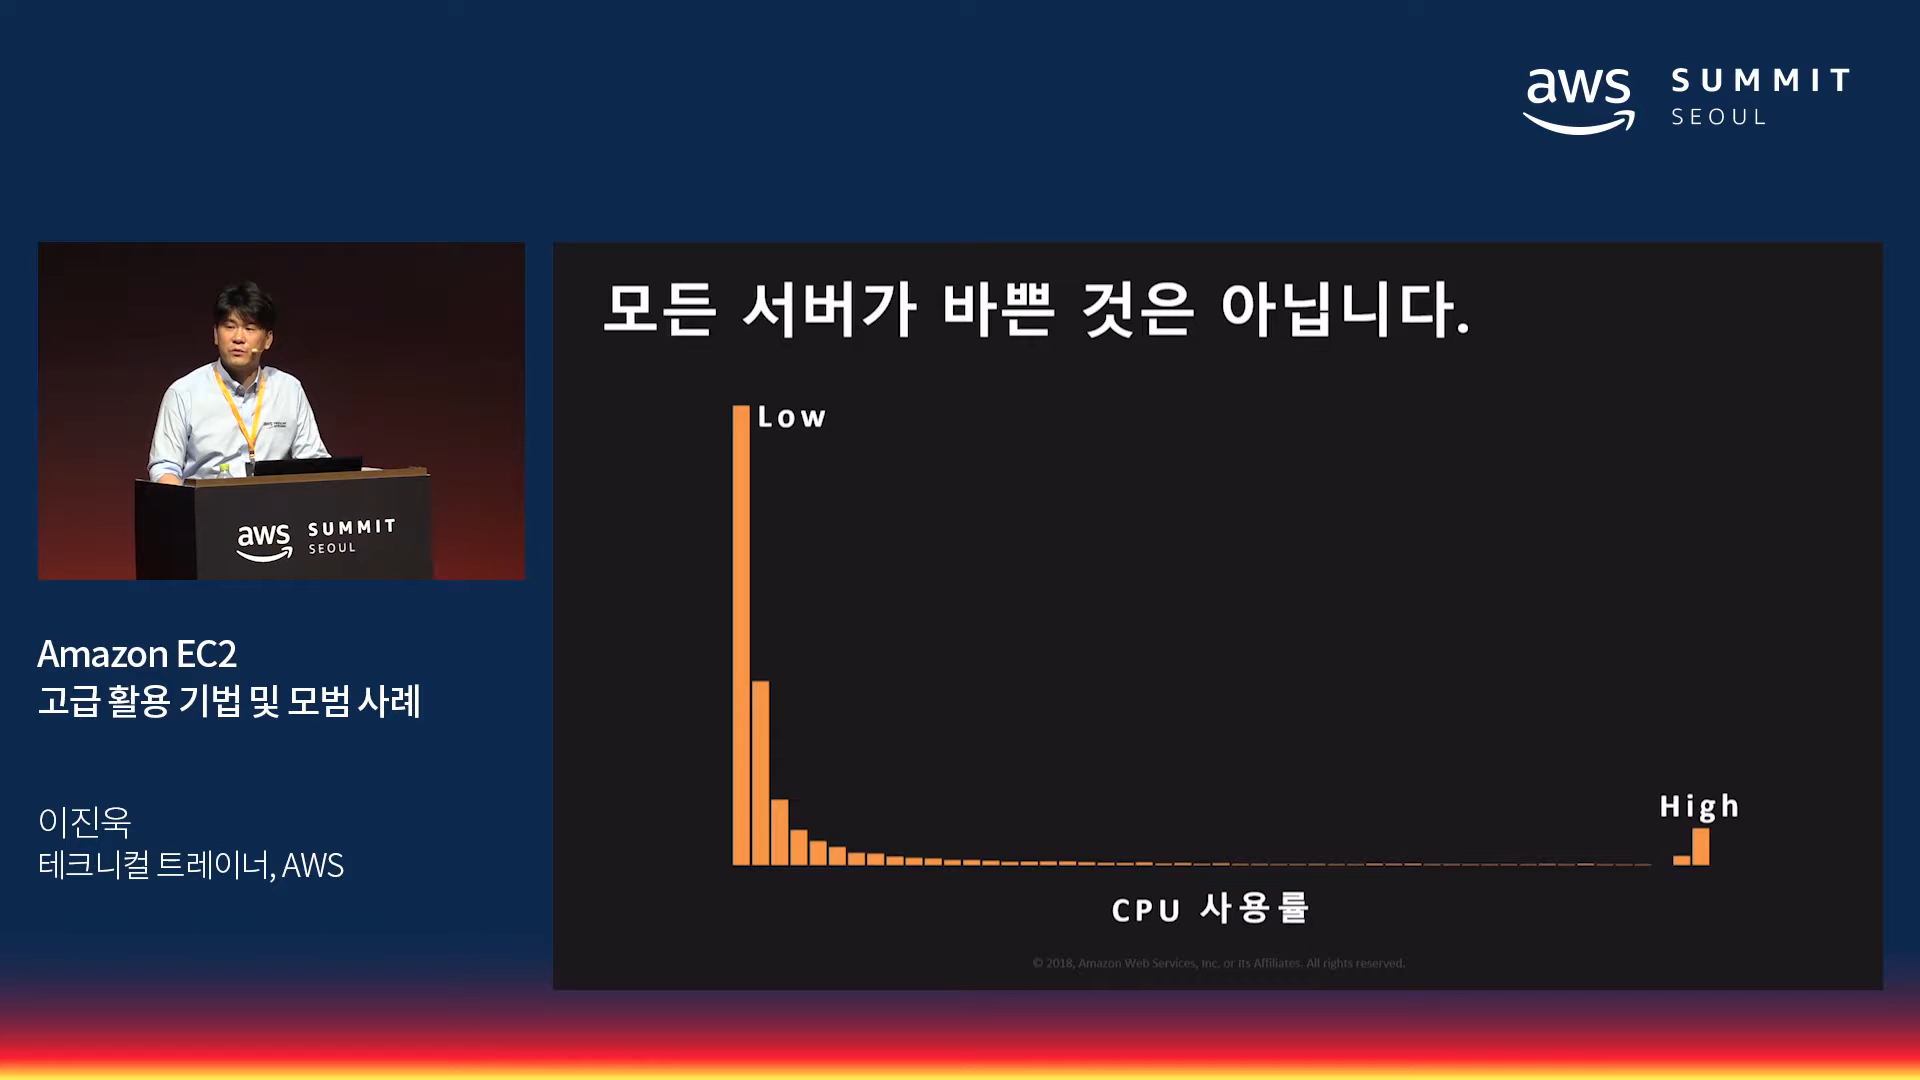 aws SUMMIT
SEOUL
모든 서버가 바쁜 것은 아닙니다.
Low
aws SUMMIT
SEOUL
Amazon EC2
고급 활용 기법 및 모범 사례
이진욱
테크니컬 트레이너, AWS
High
CPU 사용률
© 2018, Amazon Web Services, Inc. or Its Affiliates. All rights reserved.